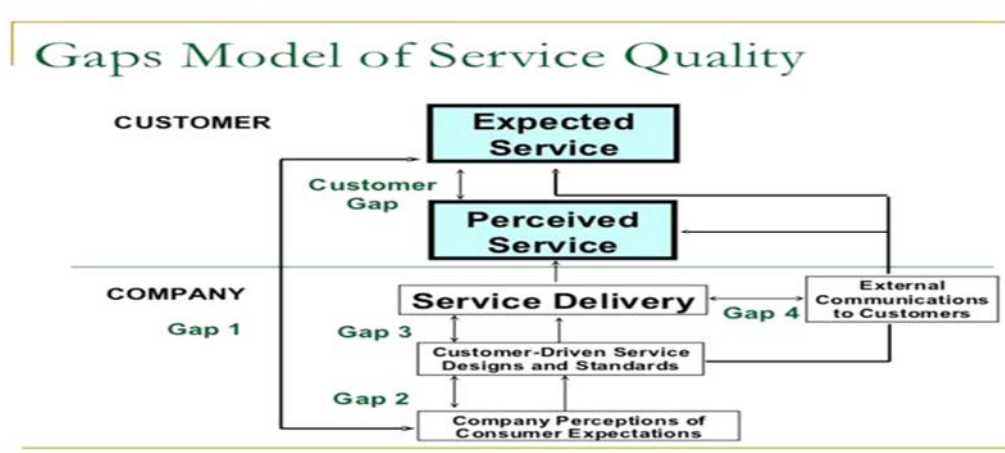 Gaps Model of Service Quality
CUSTOMER
Expected
Service
Customer
Gap
Perceived
Service
COMPANY
Gap 1
Service Delivery
External
Communications
to Customers
Gap 4
Gap 3
Customer-Driven Service
Designs and Standards
Gap 2
Company Perceptions of
Consumer Expectations